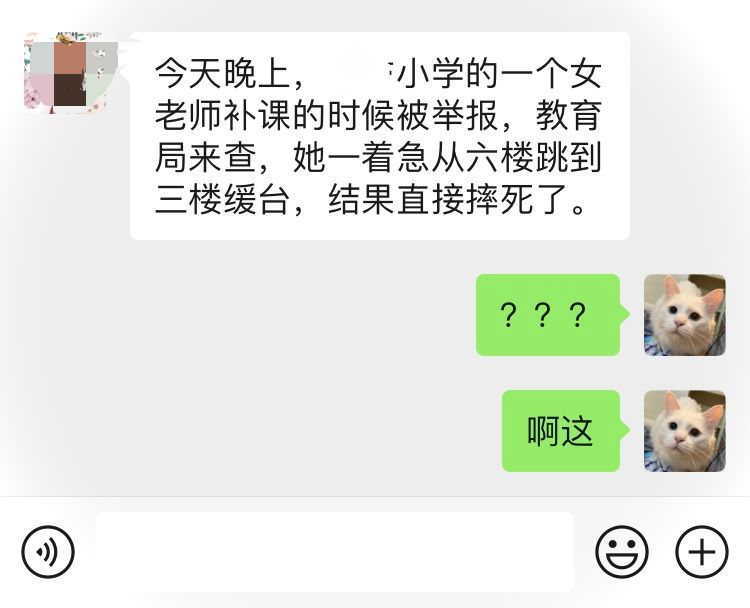 今天晚上，小学的一个女
老师补课的时候被举报，教育
局来查，她一着急从六楼跳到
三楼缓台，结果直接摔死了。
？？？
啊这